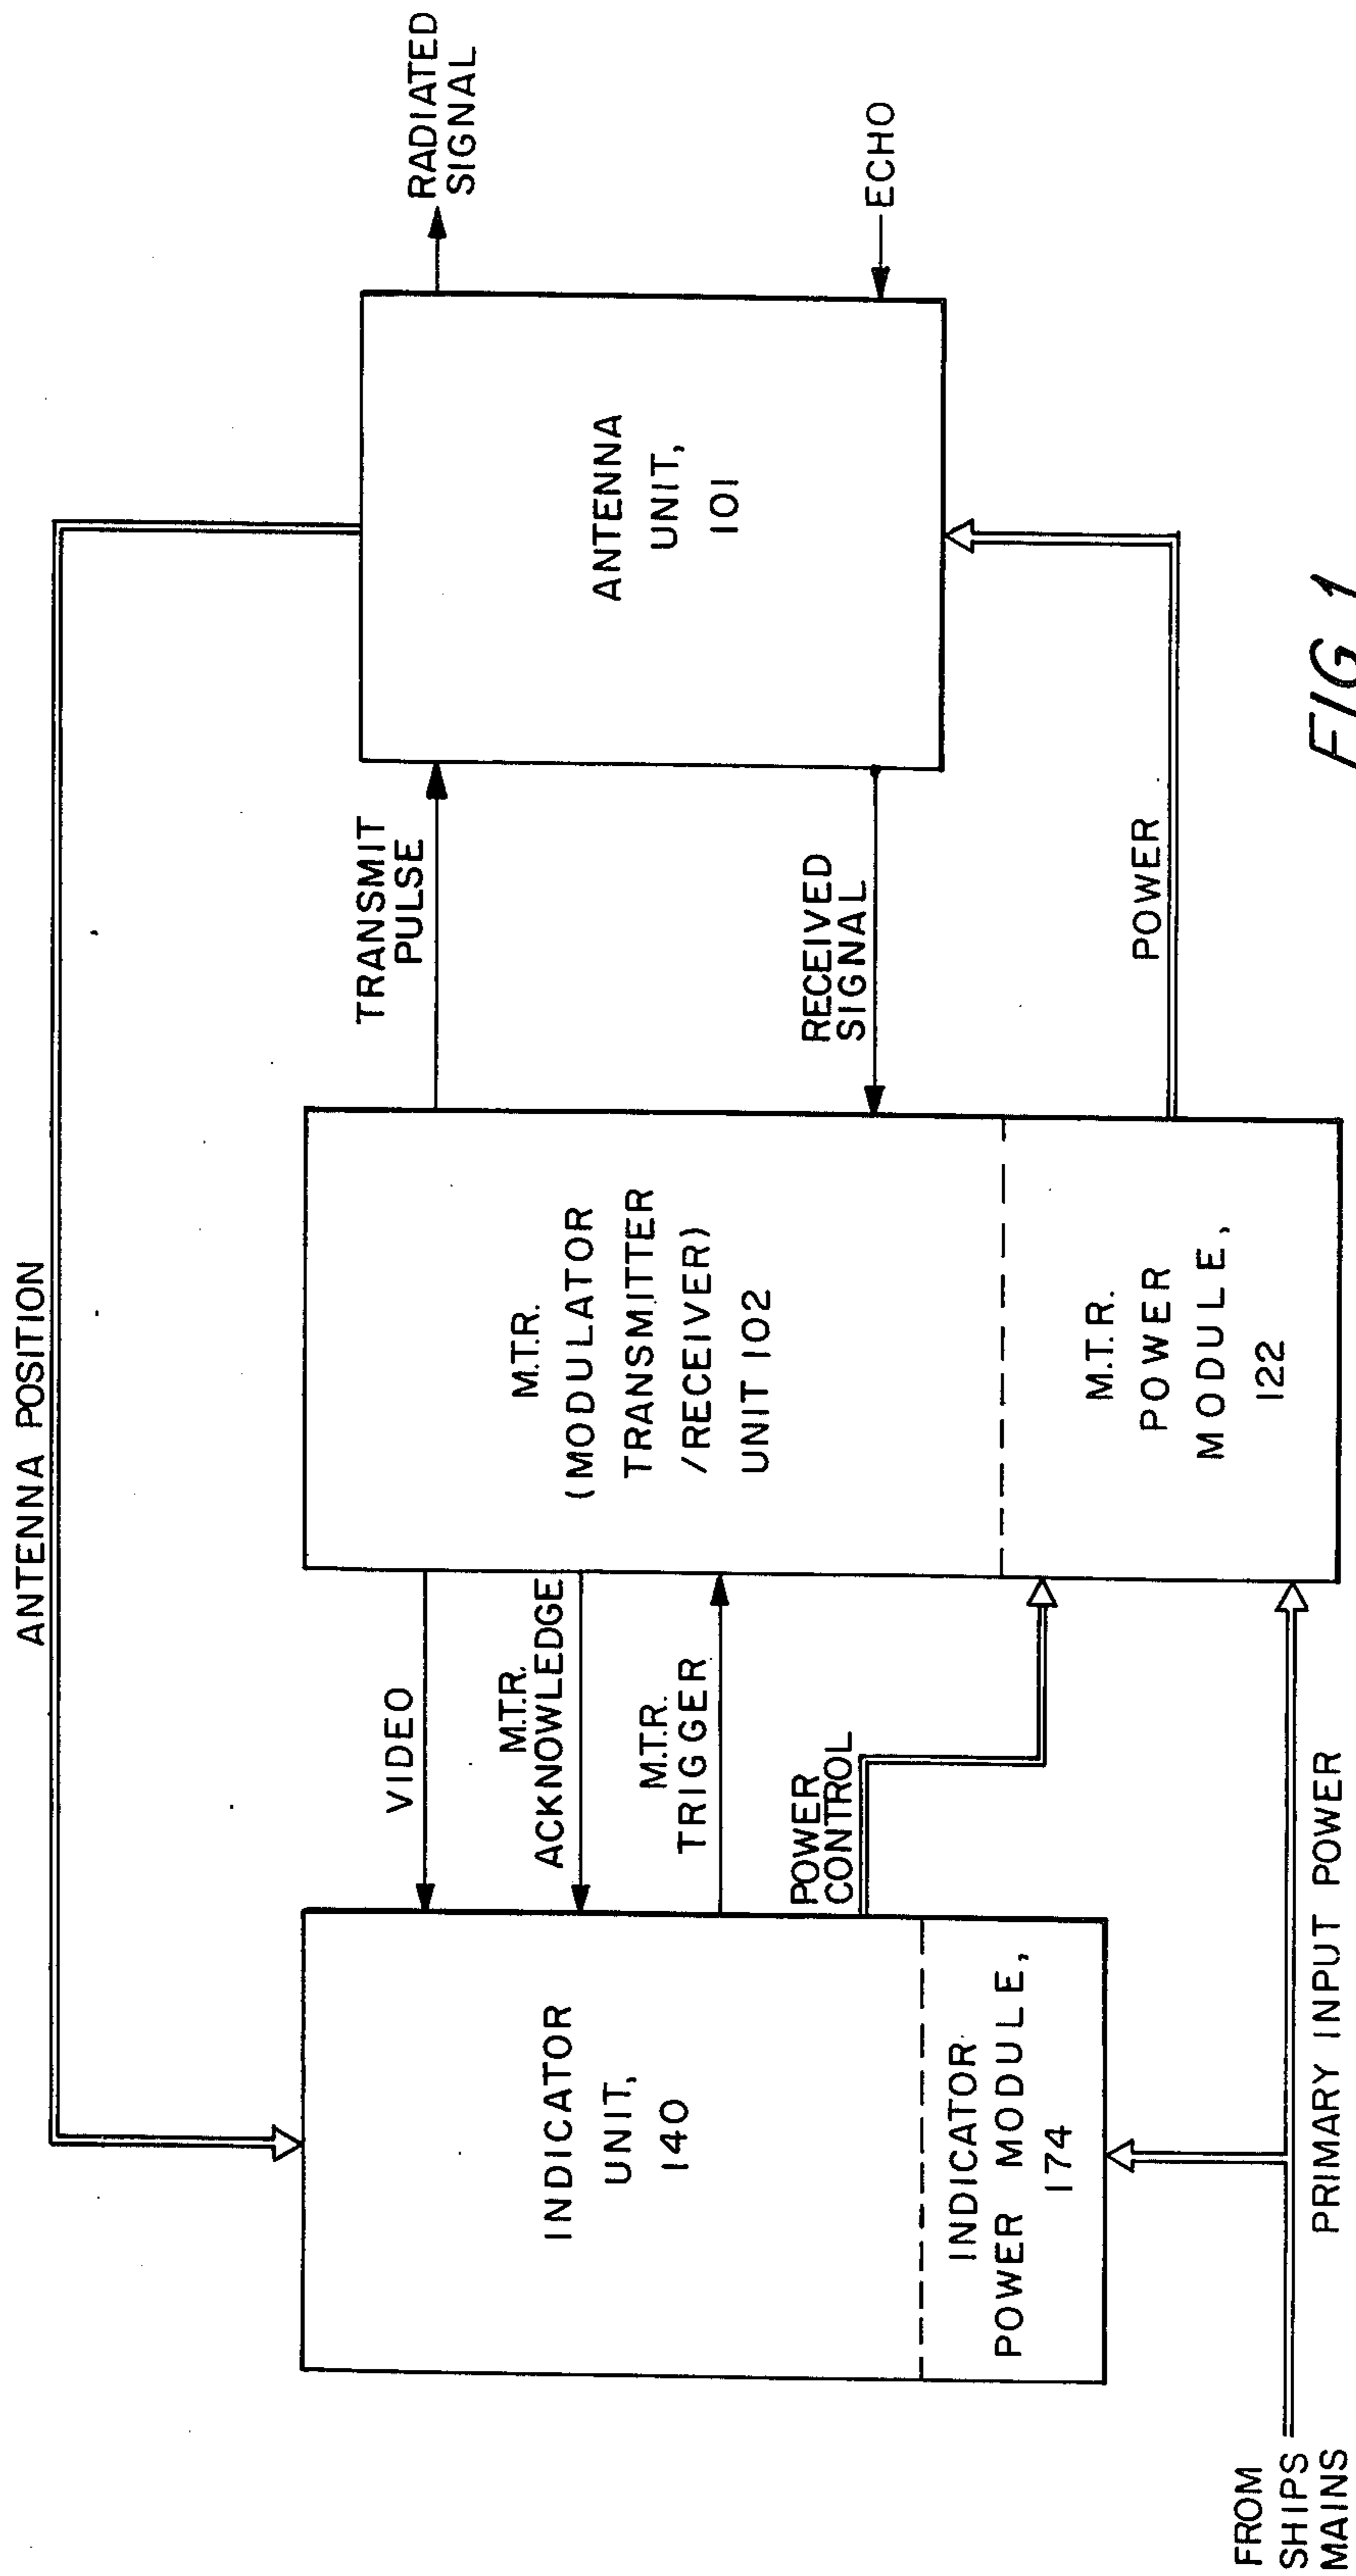 ANTENNA POSITION
RADIATED
SIGNAL
ECHO
ANTENNA
UNIT,
101
TRANSMIT
PULSE
RECEIVED
SIGNAL
POWER
M.T.R.
(MODULATOR
TRANSMITTER
/RECEIVER)
UNIT 102
M.T.R.
POWER
MODULE,
122
VIDEO
M.T.R.
ACKNOWLEDGE
M.T.R.
TRIGGER
POWER
CONTROL
INDICATOR
UNIT,
140
INDICATOR
POWER MODULE,
174
PRIMARY INPUT POWER
FROM
SHIPS
MAINS
FIG 1